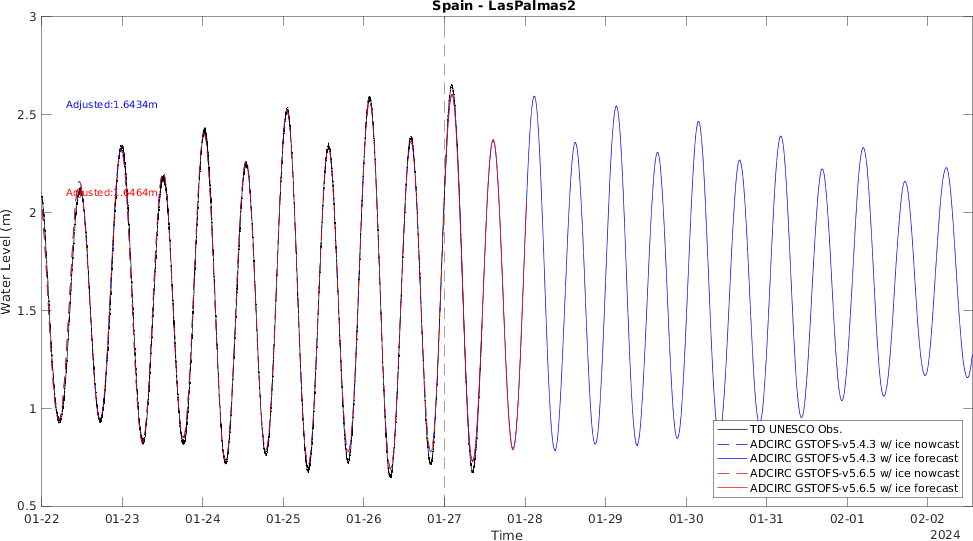 Spain - LasPalmas2
3
2.5
2
1.5
1
0.5
Water Level (m)
Adjusted:1.6434m
Adjusted:1.6464m
TD UNESCO Obs.
ADCIRC GSTOFS-v5.4.3 w/ ice nowcast
ADCIRC GSTOFS-v5.4.3 w/ ice forecast
ADCIRC GSTOFS-v5.6.5 w/ ice nowcast
ADCIRC GSTOFS-v5.6.5 w/ ice forecast
01-22 01-23 01-24 01-25 01-26 01-27 01-28 01-29 01-30 01-31 02-01 02-02
Time
2024